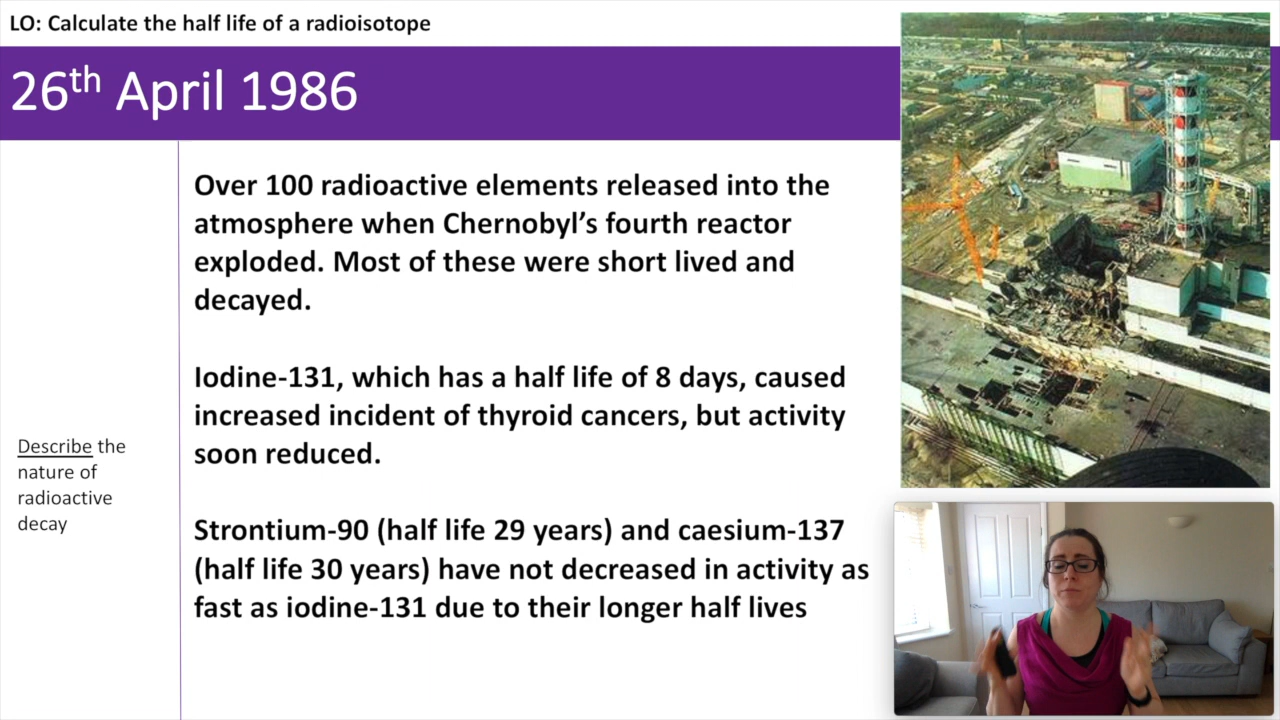 LO: Calculate the half life of a radioisotope
26th April 1986
Over 100 radioactive elements released into the
atmosphere when Chernobyl’s fourth reactor
exploded. Most of these were short lived and
decayed.
Iodine-131, which has a half life of 8 days, caused
increased incident of thyroid cancers, but activity
soon reduced.
Describe the
nature of
radioactive
decay
Strontium-90 (half life 29 years) and caesium-137
(half life 30 years) have not decreased in activity as
fast as iodine-131 due to their longer half lives